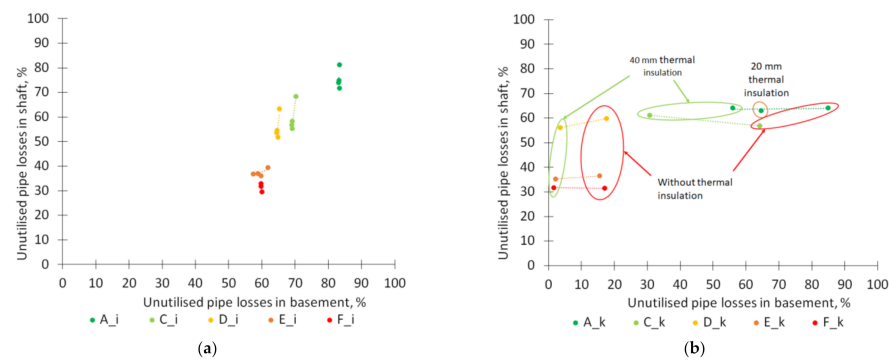 Unutilised pipe losses in shaft, %
100
90
80
70
60
50
40
30
20
10
0
0 10 20 30 40 50 60 70 80 90 100
Unutilised pipe losses in basement, %
A_i C_i D_i E_i F_i
(a)
Unutilised pipe losses in shaft, %
100
90
80
70
60
50
40
30
20
10
0
40 mm thermal
insulation
20 mm
thermal
insulation
Without thermal
insulation
0 10 20 30 40 50 60 70 80 90 100
Unutilised pipe losses in basement, %
A_k C_k D_k E_k F_k
(b)